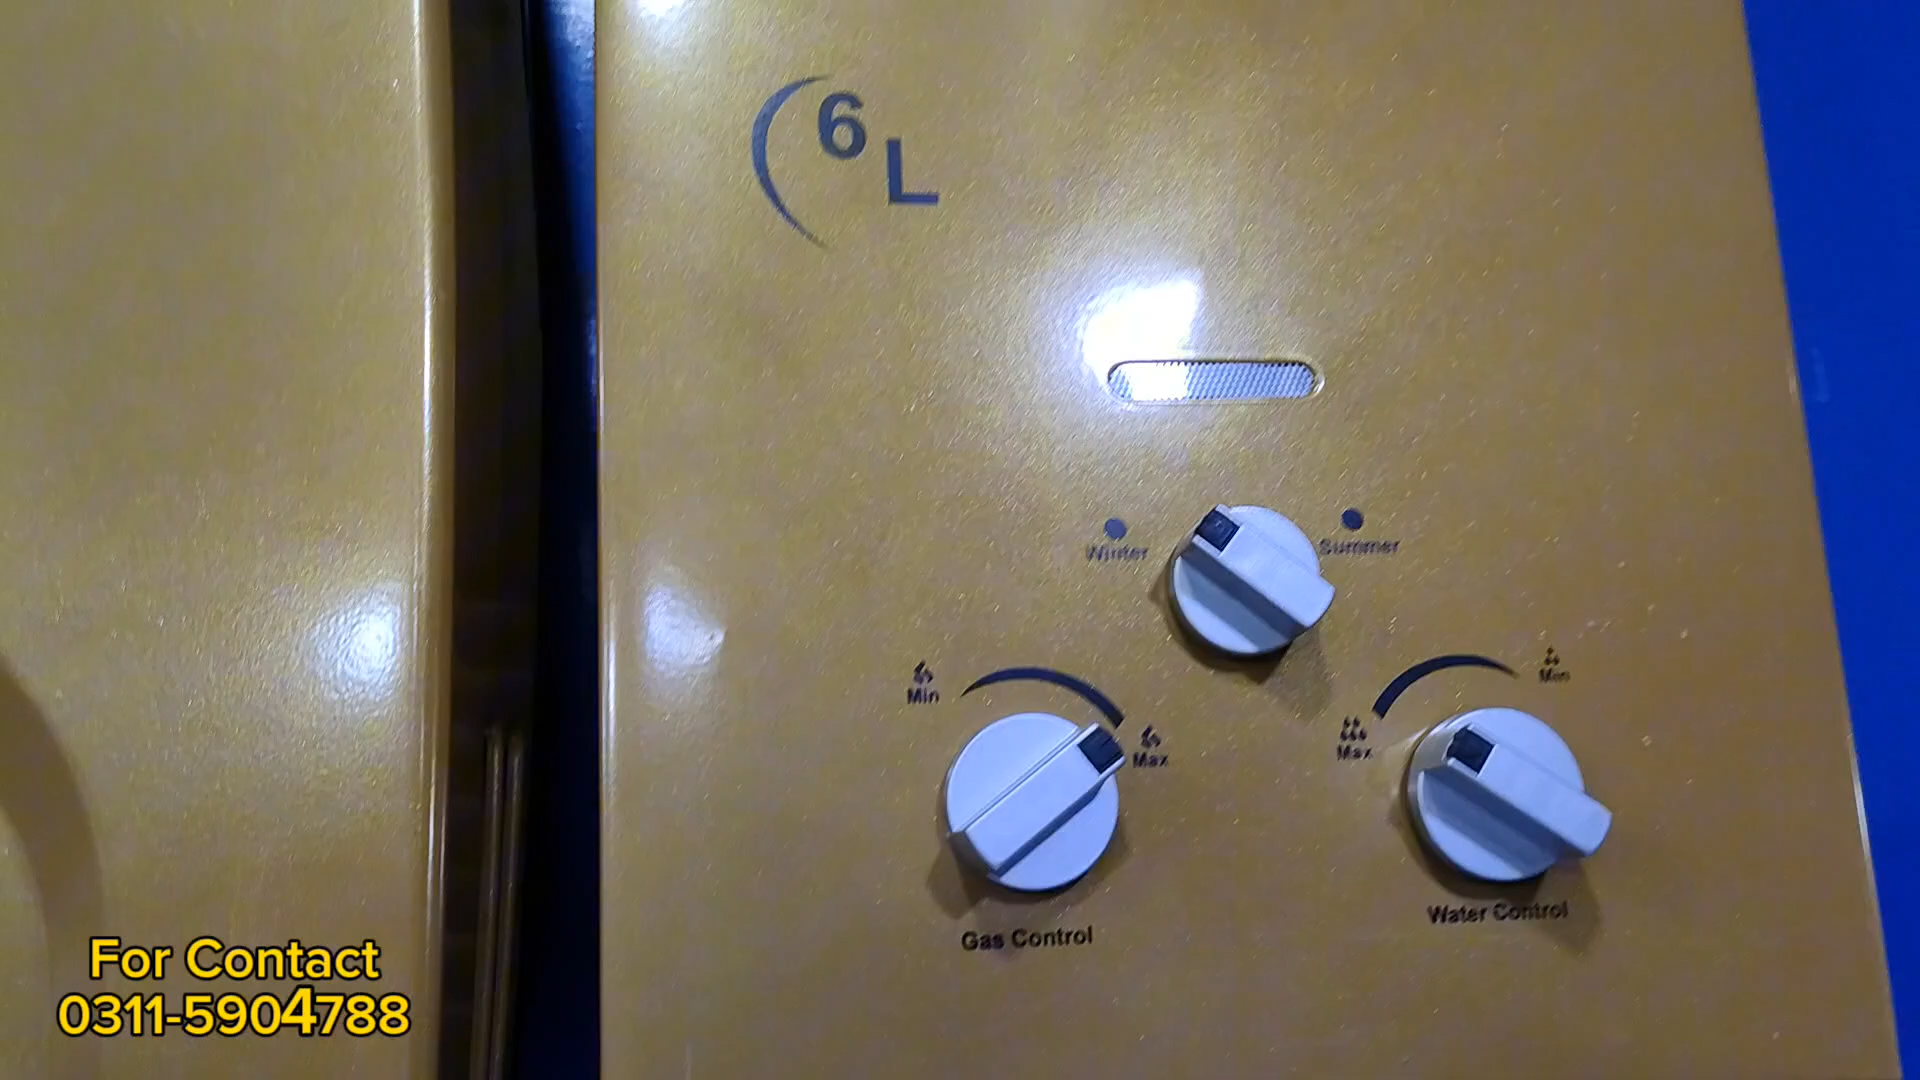 6
L
Winter
Summer
Min
Max
Gas Control
Min
Max
Water Control
For Contact
0311-5904788